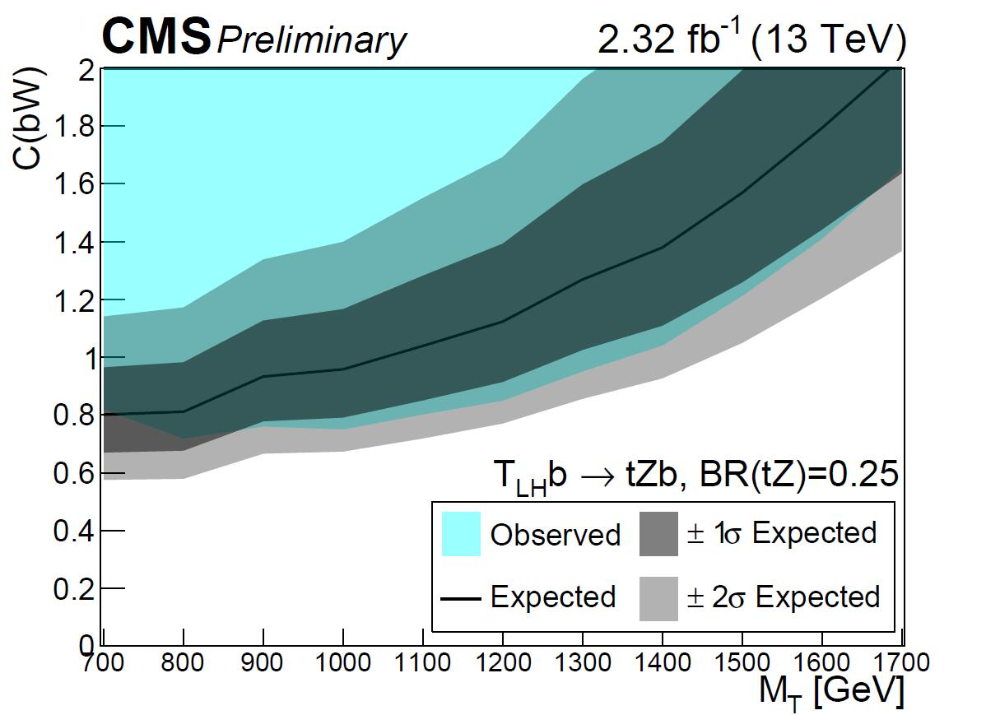 CMS Preliminary 2.32 fb⁻¹ (13 TeV)
C(bW)
2
1.8
1.6
1.4
1.2
1
0.8
0.6
0.4
0.2
0
T_LH b → tZb, BR(tZ)=0.25
Observed ± 1σ Expected
Expected ± 2σ Expected
700 800 900 1000 1100 1200 1300 1400 1500 1600 1700
M_T [GeV]